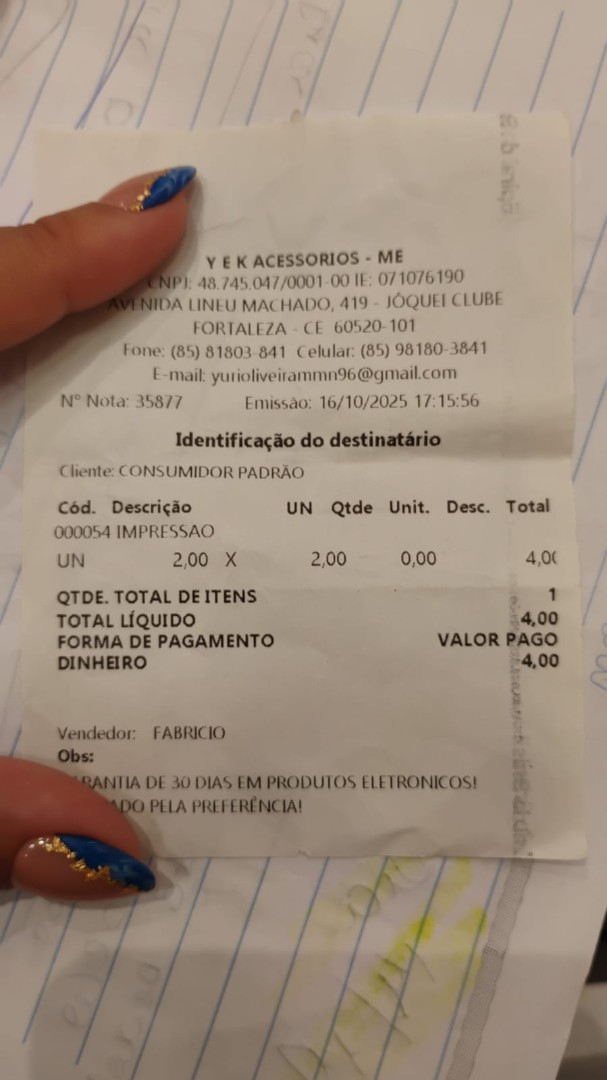 Y E K ACESSORIOS - ME
CNPJ: 48.745.047/0001-00 IE: 071076190
AVENIDA LINEU MACHADO, 419 - JÓQUEI CLUBE
FORTALEZA - CE 60520-101
Fone: (85) 81803-841 Celular: (85) 98180-3841
E-mail: yurioliveirammn96@gmail.com
Nº Nota: 35877 Emissão: 16/10/2025 17:15:56
Identificação do destinatário
Cliente: CONSUMIDOR PADRÃO
Cód. Descrição UN Qtde Unit. Desc. Total
000054 IMPRESSAO
UN 2,00 X 2,00 0,00 4,00
QTDE. TOTAL DE ITENS 1
TOTAL LÍQUIDO 4,00
FORMA DE PAGAMENTO VALOR PAGO
DINHEIRO 4,00
Vendedor: FABRICIO
Obs:
RANTIA DE 30 DIAS EM PRODUTOS ELETRONICOS!
ADO PELA PREFERÊNCIA!